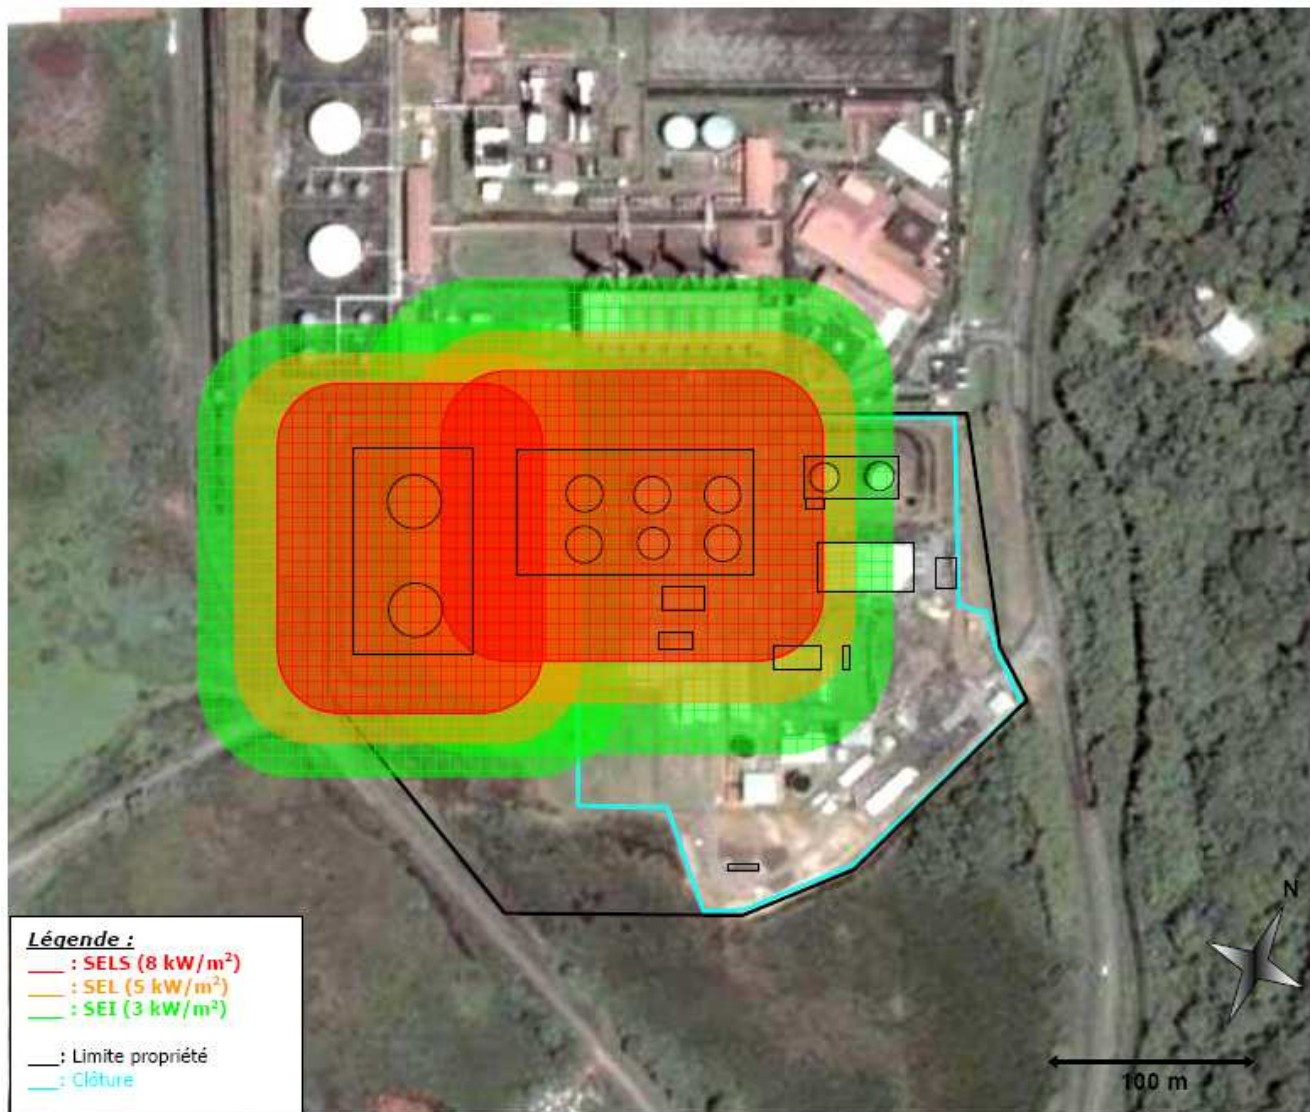 N
Légende :
___ : SELS (8 kW/m²)
___ : SEL (5 kW/m²)
___ : SEI (3 kW/m²)
___: Limite propriété
___: Clôture
100 m